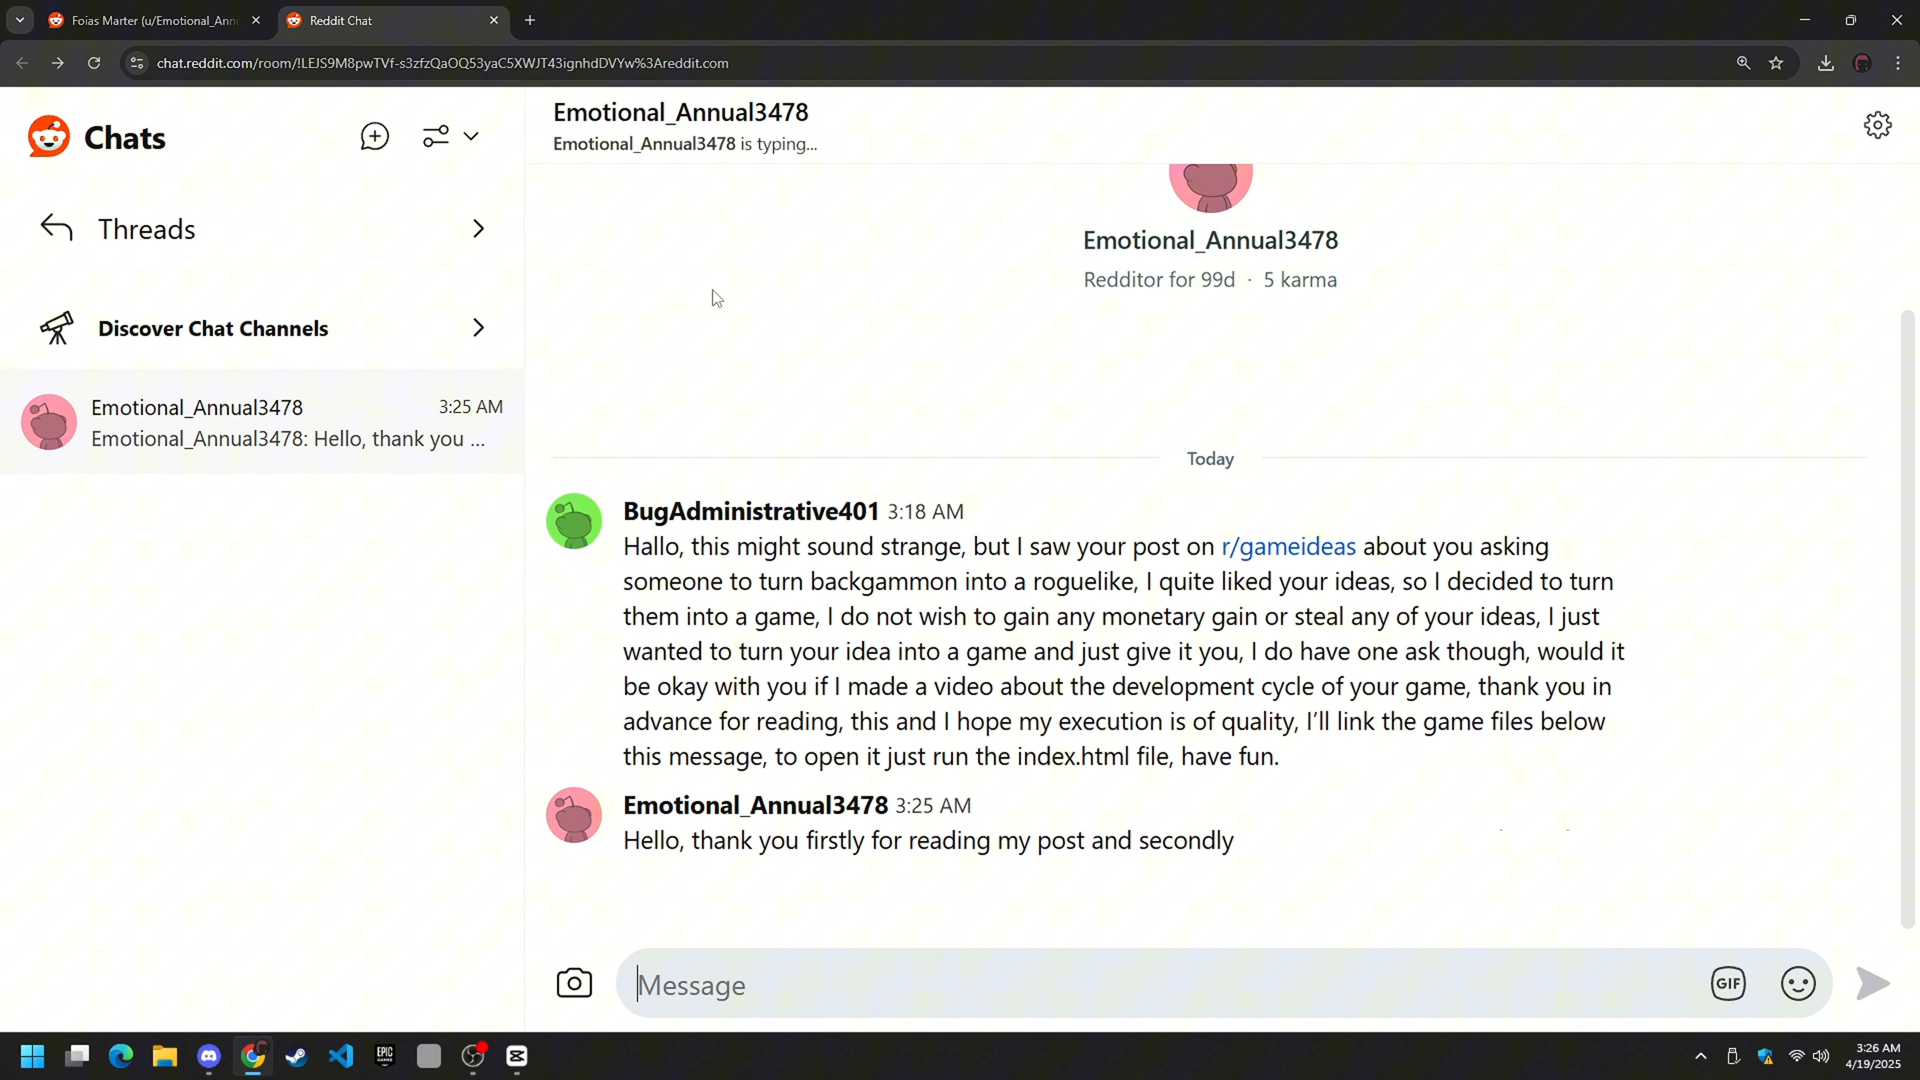 Foias Marter (u/Emotional_Ann
Reddit Chat
chat.reddit.com/room/!LEJS9M8pwTVf-s3zfzQaOQ53yaC5XWJT43ignhdDVYw%3Areddit.com
Chats
Threads
Discover Chat Channels
Emotional_Annual3478 3:25 AM
Emotional_Annual3478: Hello, thank you ...
Emotional_Annual3478
Emotional_Annual3478 is typing...
Emotional_Annual3478
Redditor for 99d · 5 karma
Today
BugAdministrative401 3:18 AM
Hallo, this might sound strange, but I saw your post on r/gameideas about you asking
someone to turn backgammon into a roguelike, I quite liked your ideas, so I decided to turn
them into a game, I do not wish to gain any monetary gain or steal any of your ideas, I just
wanted to turn your idea into a game and just give it you, I do have one ask though, would it
be okay with you if I made a video about the development cycle of your game, thank you in
advance for reading, this and I hope my execution is of quality, I'll link the game files below
this message, to open it just run the index.html file, have fun.
Emotional_Annual3478 3:25 AM
Hello, thank you firstly for reading my post and secondly
Message
GIF
EPIC
GAMES
3:26 AM
4/19/2025